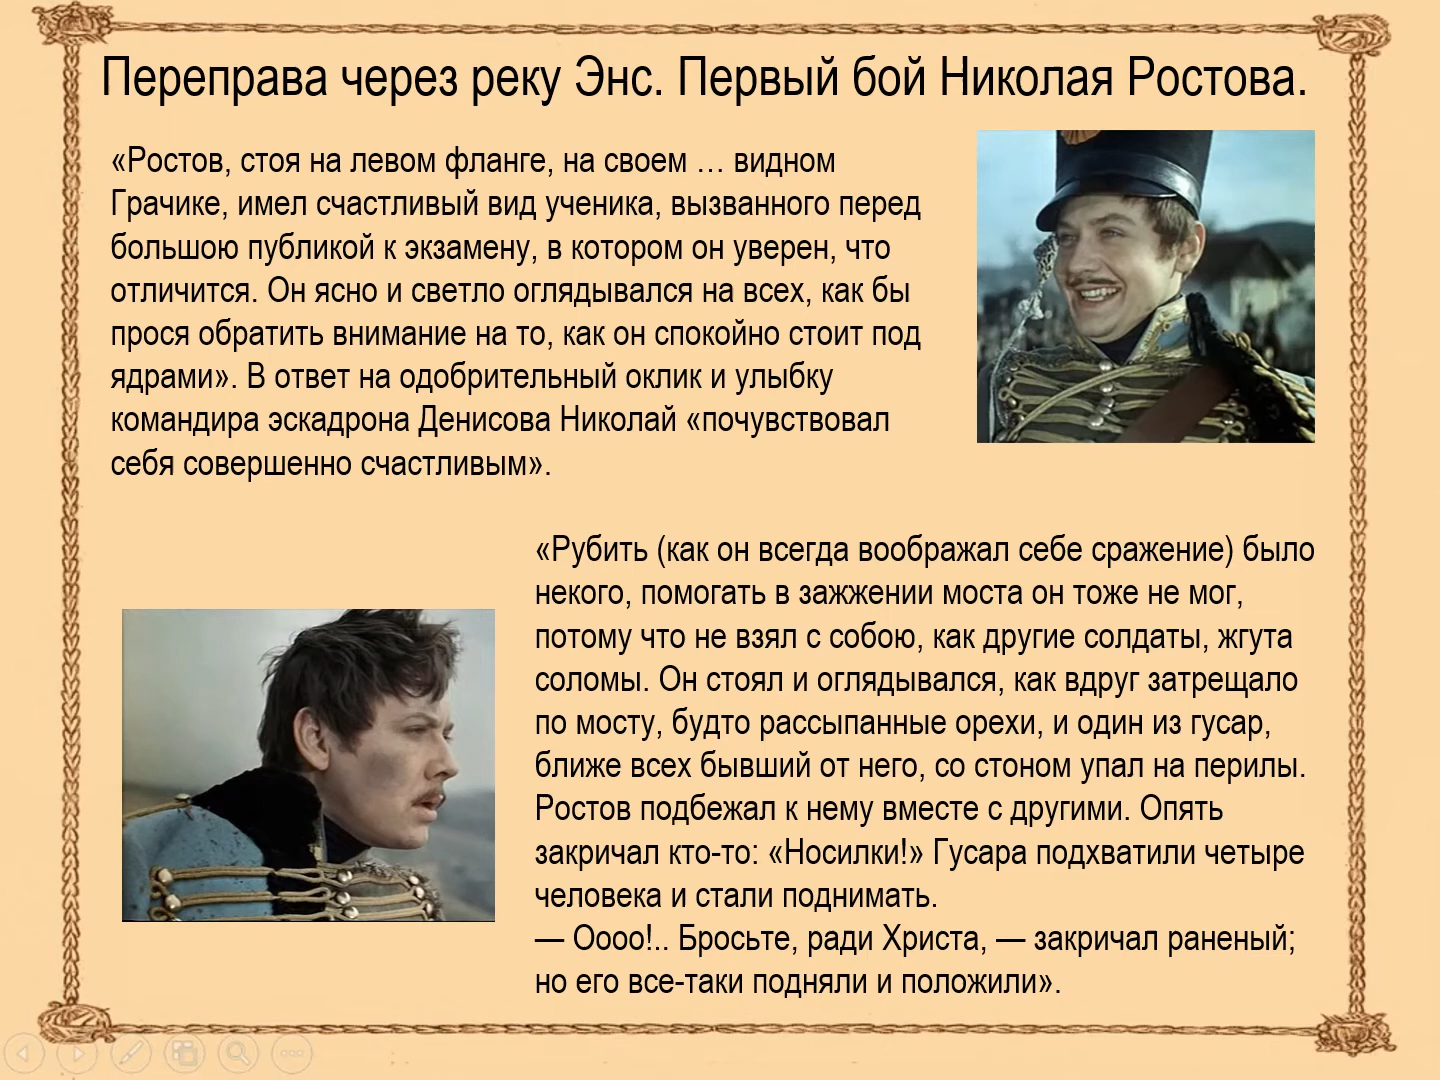 Переправа через реку Энс. Первый бой Николая Ростова.
«Ростов, стоя на левом фланге, на своем … видном
Грачике, имел счастливый вид ученика, вызванного перед
большою публикой к экзамену, в котором он уверен, что
отличится. Он ясно и светло оглядывался на всех, как бы
прося обратить внимание на то, как он спокойно стоит под
ядрами». В ответ на одобрительный оклик и улыбку
командира эскадрона Денисова Николай «почувствовал
себя совершенно счастливым».
«Рубить (как он всегда воображал себе сражение) было
некого, помогать в зажжении моста он тоже не мог,
потому что не взял с собою, как другие солдаты, жгута
соломы. Он стоял и оглядывался, как вдруг затрещало
по мосту, будто рассыпанные орехи, и один из гусар,
ближе всех бывший от него, со стоном упал на перилы.
Ростов подбежал к нему вместе с другими. Опять
закричал кто-то: «Носилки!» Гусара подхватили четыре
человека и стали поднимать.
— Оооо!.. Бросьте, ради Христа, — закричал раненый;
но его все-таки подняли и положили».